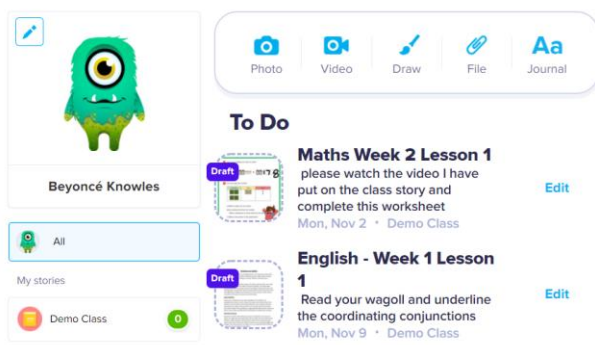 Photo
Video
Draw
File
Aa
Journal
Beyoncé Knowles
All
My stories
Demo Class
0
To Do
Draft
Maths Week 2 Lesson 1
please watch the video I have
put on the class story and
complete this worksheet
Mon, Nov 2 • Demo Class
Edit
Draft
English - Week 1 Lesson
1
Read your wagoll and underline
the coordinating conjunctions
Mon, Nov 9 • Demo Class
Edit